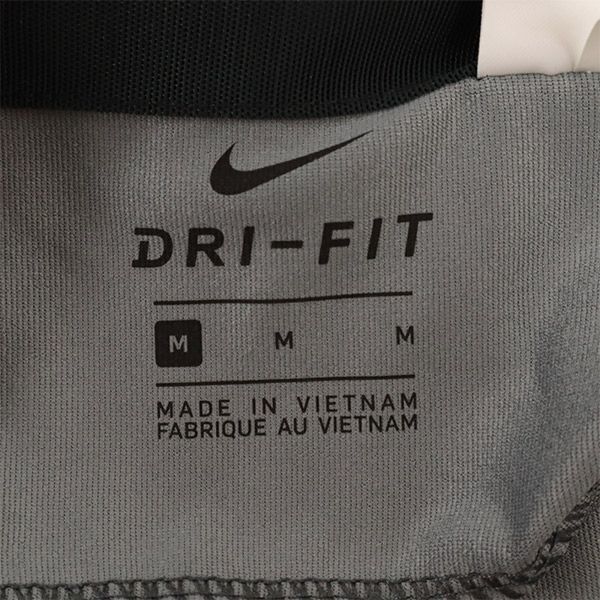 DRI-FIT
M M M
MADE IN VIETNAM
FABRIQUE AU VIETNAM